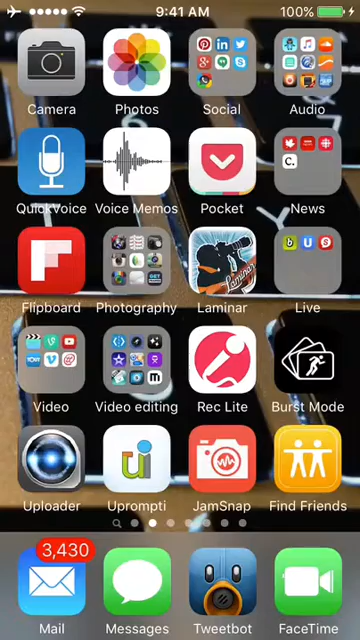 9:41 AM 100%
Camera Photos Social Audio
QuickVoice Voice Memos Pocket News
Flipboard Photography Laminar Live
Video Video editing Rec Lite Burst Mode
Uploader Uprompti JamSnap Find Friends
3,430
Mail Messages Tweetbot FaceTime